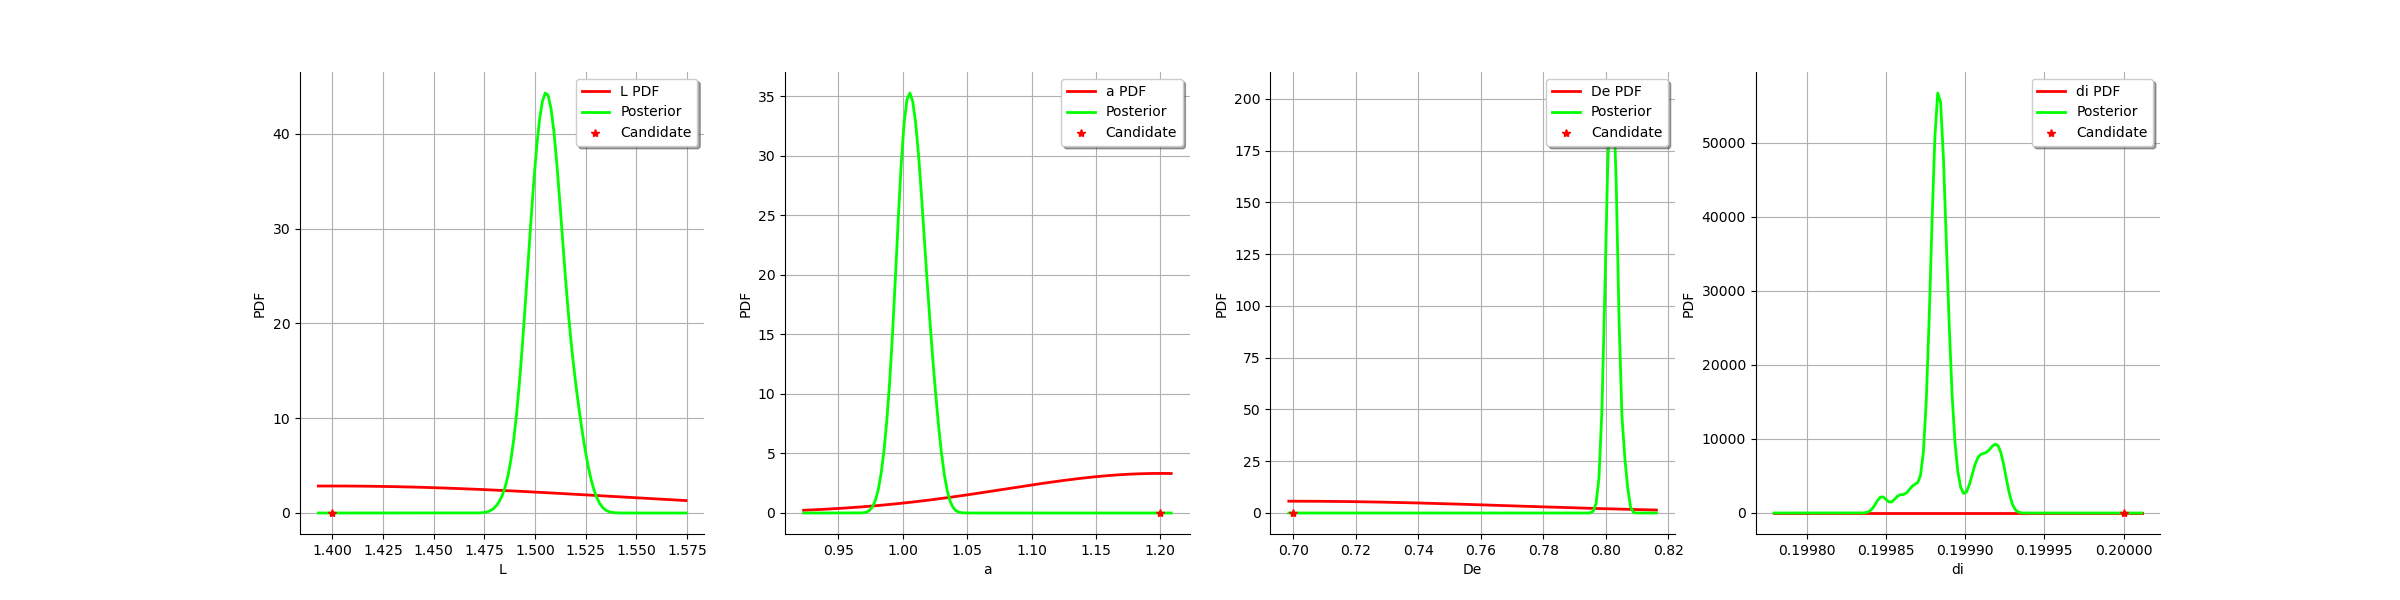 L PDF
Posterior
Candidate
40
30
20
10
0
PDF
1.400 1.425 1.450 1.475 1.500 1.525 1.550 1.575
L
a PDF
Posterior
Candidate
35
30
25
20
15
10
5
0
PDF
0.95 1.00 1.05 1.10 1.15 1.20
a
De PDF
Posterior
Candidate
200
175
150
125
100
75
50
25
0
PDF
0.70 0.72 0.74 0.76 0.78 0.80 0.82
De
di PDF
Posterior
Candidate
50000
40000
30000
20000
10000
0
PDF
0.19980 0.19985 0.19990 0.19995 0.20000
di